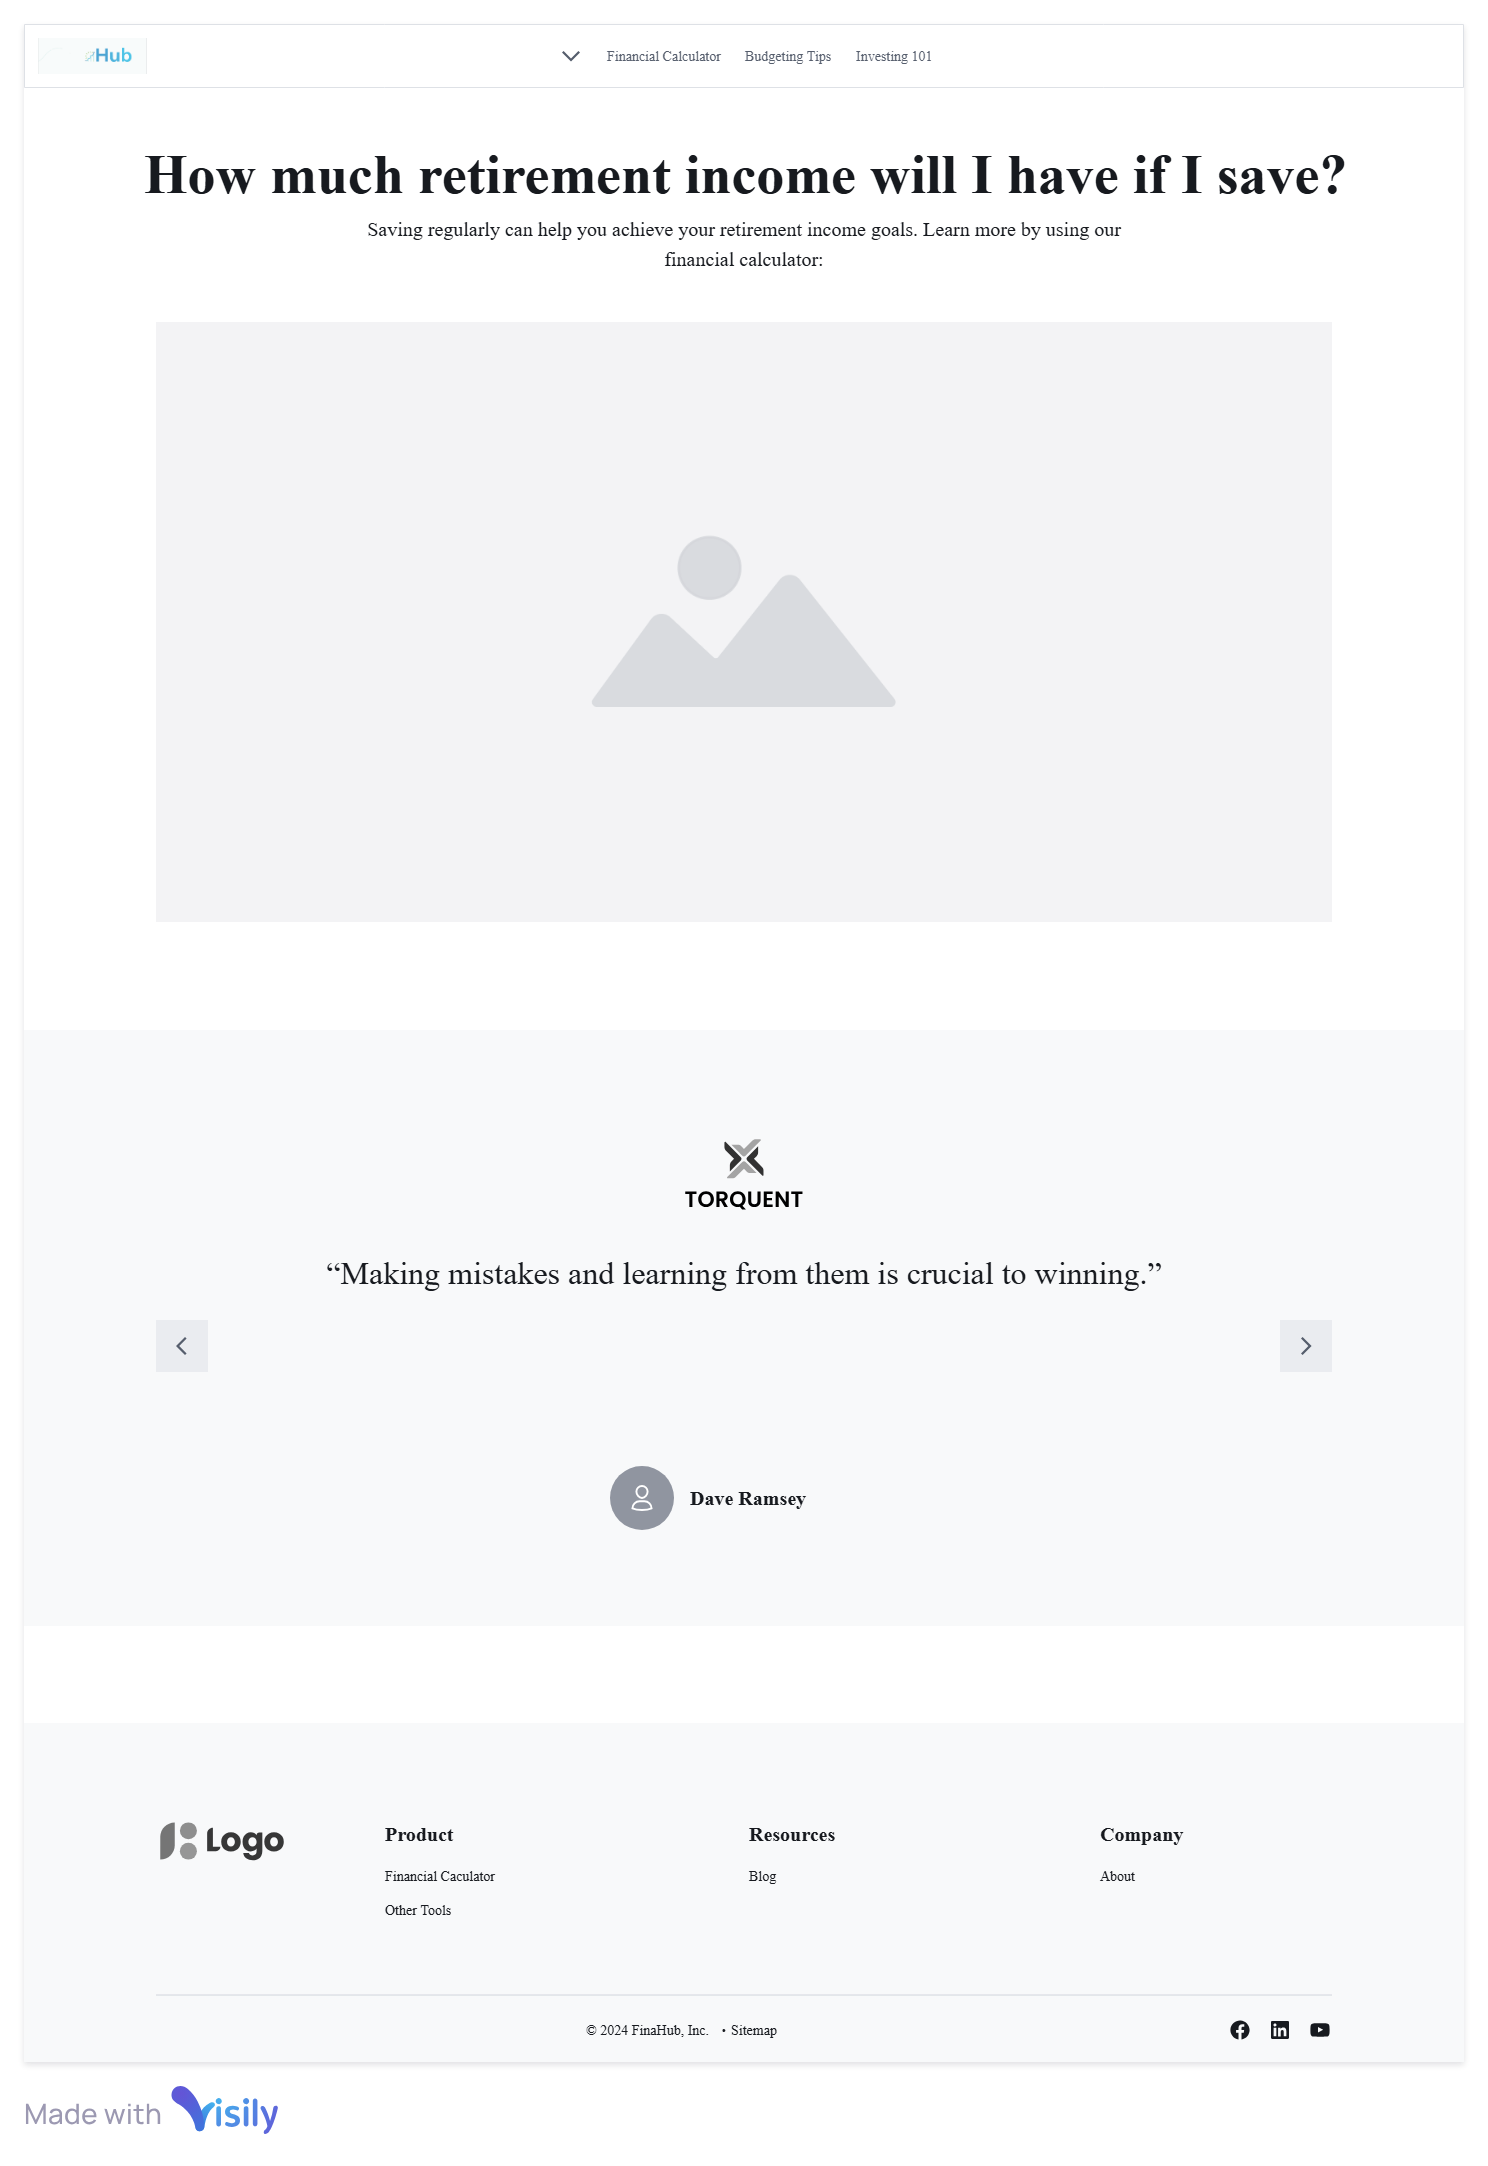 Hub
Financial Calculator Budgeting Tips Investing 101
How much retirement income will I have if I save?
Saving regularly can help you achieve your retirement income goals. Learn more by using our
financial calculator:
TORQUENT
“Making mistakes and learning from them is crucial to winning.”
Dave Ramsey
Logo
Product
Financial Caculator
Other Tools
Resources
Blog
Company
About
© 2024 FinaHub, Inc. • Sitemap
Made with Visily